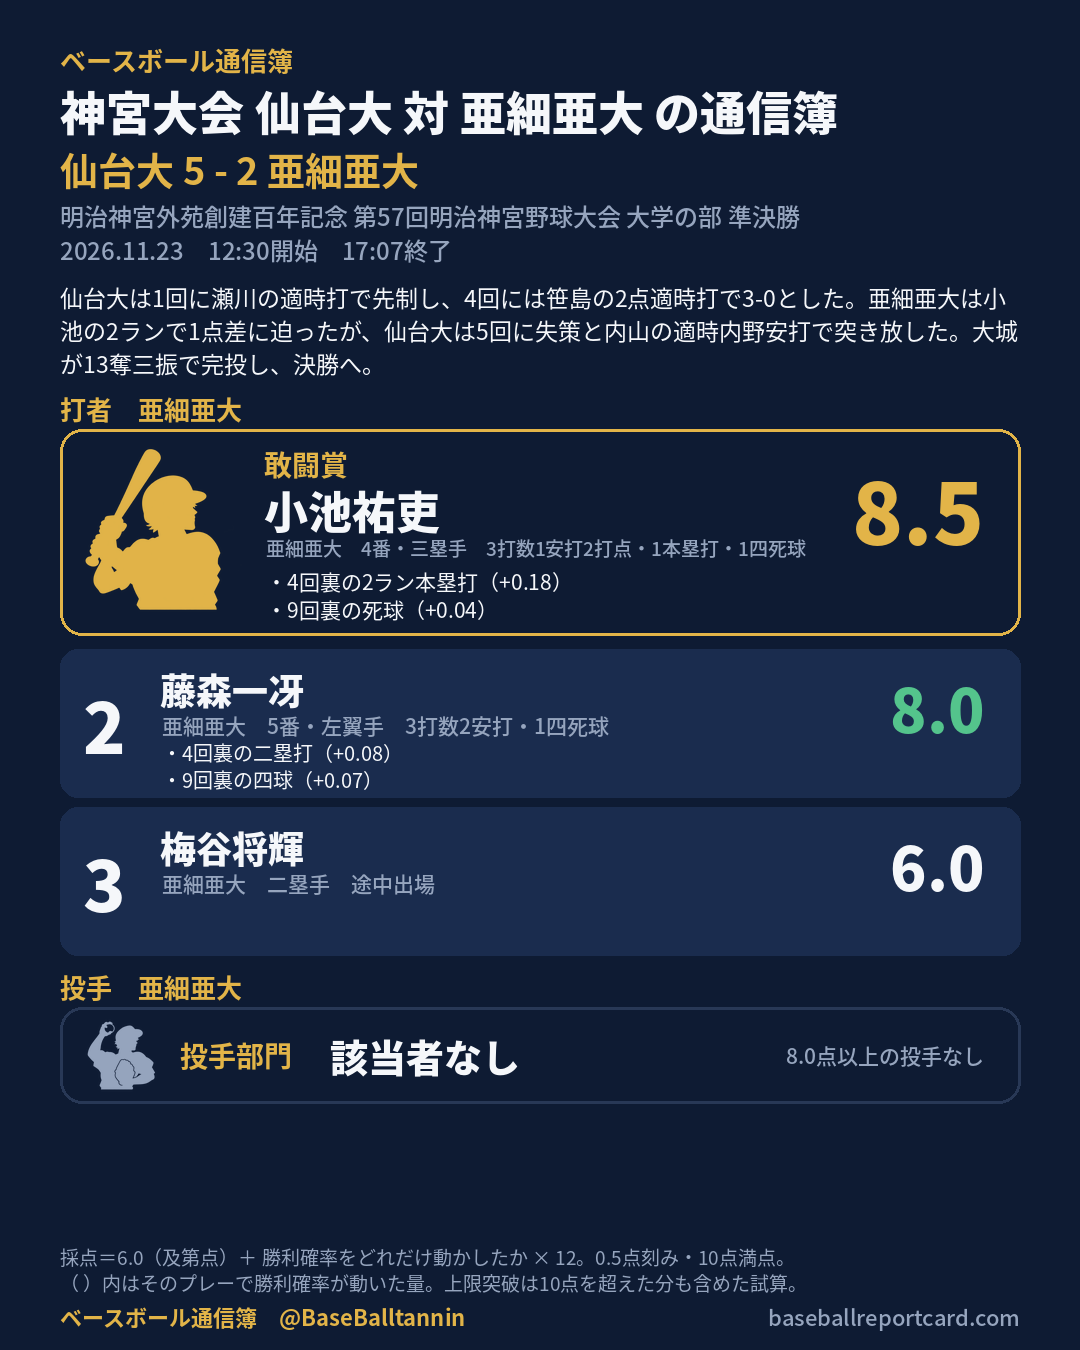 ベースボール通信簿
神宮大会 仙台大 対 亜細亜大 の通信簿
仙台大 5 - 2 亜細亜大
明治神宮外苑創建百年記念 第57回明治神宮野球大会 大学の部 準決勝
2026.11.23　12:30開始　17:07終了
仙台大は1回に瀬川の適時打で先制し、4回には笹島の2点適時打で3-0とした。亜細亜大は小
池の2ランで1点差に迫ったが、仙台大は5回に失策と内山の適時内野安打で突き放した。大城
が13奪三振で完投し、決勝へ。
打者　亜細亜大
敢闘賞
小池祐吏
亜細亜大　4番・三塁手　3打数1安打2打点・1本塁打・1四死球
・4回裏の2ラン本塁打（+0.18）
・9回裏の死球（+0.04）
8.5
2
藤森一冴
亜細亜大　5番・左翼手　3打数2安打・1四死球
・4回裏の二塁打（+0.08）
・9回裏の四球（+0.07）
8.0
3
梅谷将輝
亜細亜大　二塁手　途中出場
6.0
投手　亜細亜大
投手部門　該当者なし　8.0点以上の投手なし
採点＝6.0（及第点）＋ 勝利確率をどれだけ動かしたか × 12。0.5点刻み・10点満点。
（ ）内はそのプレーで勝利確率が動いた量。上限突破は10点を超えた分も含めた試算。
ベースボール通信簿　@BaseBalltannin　baseballreportcard.com